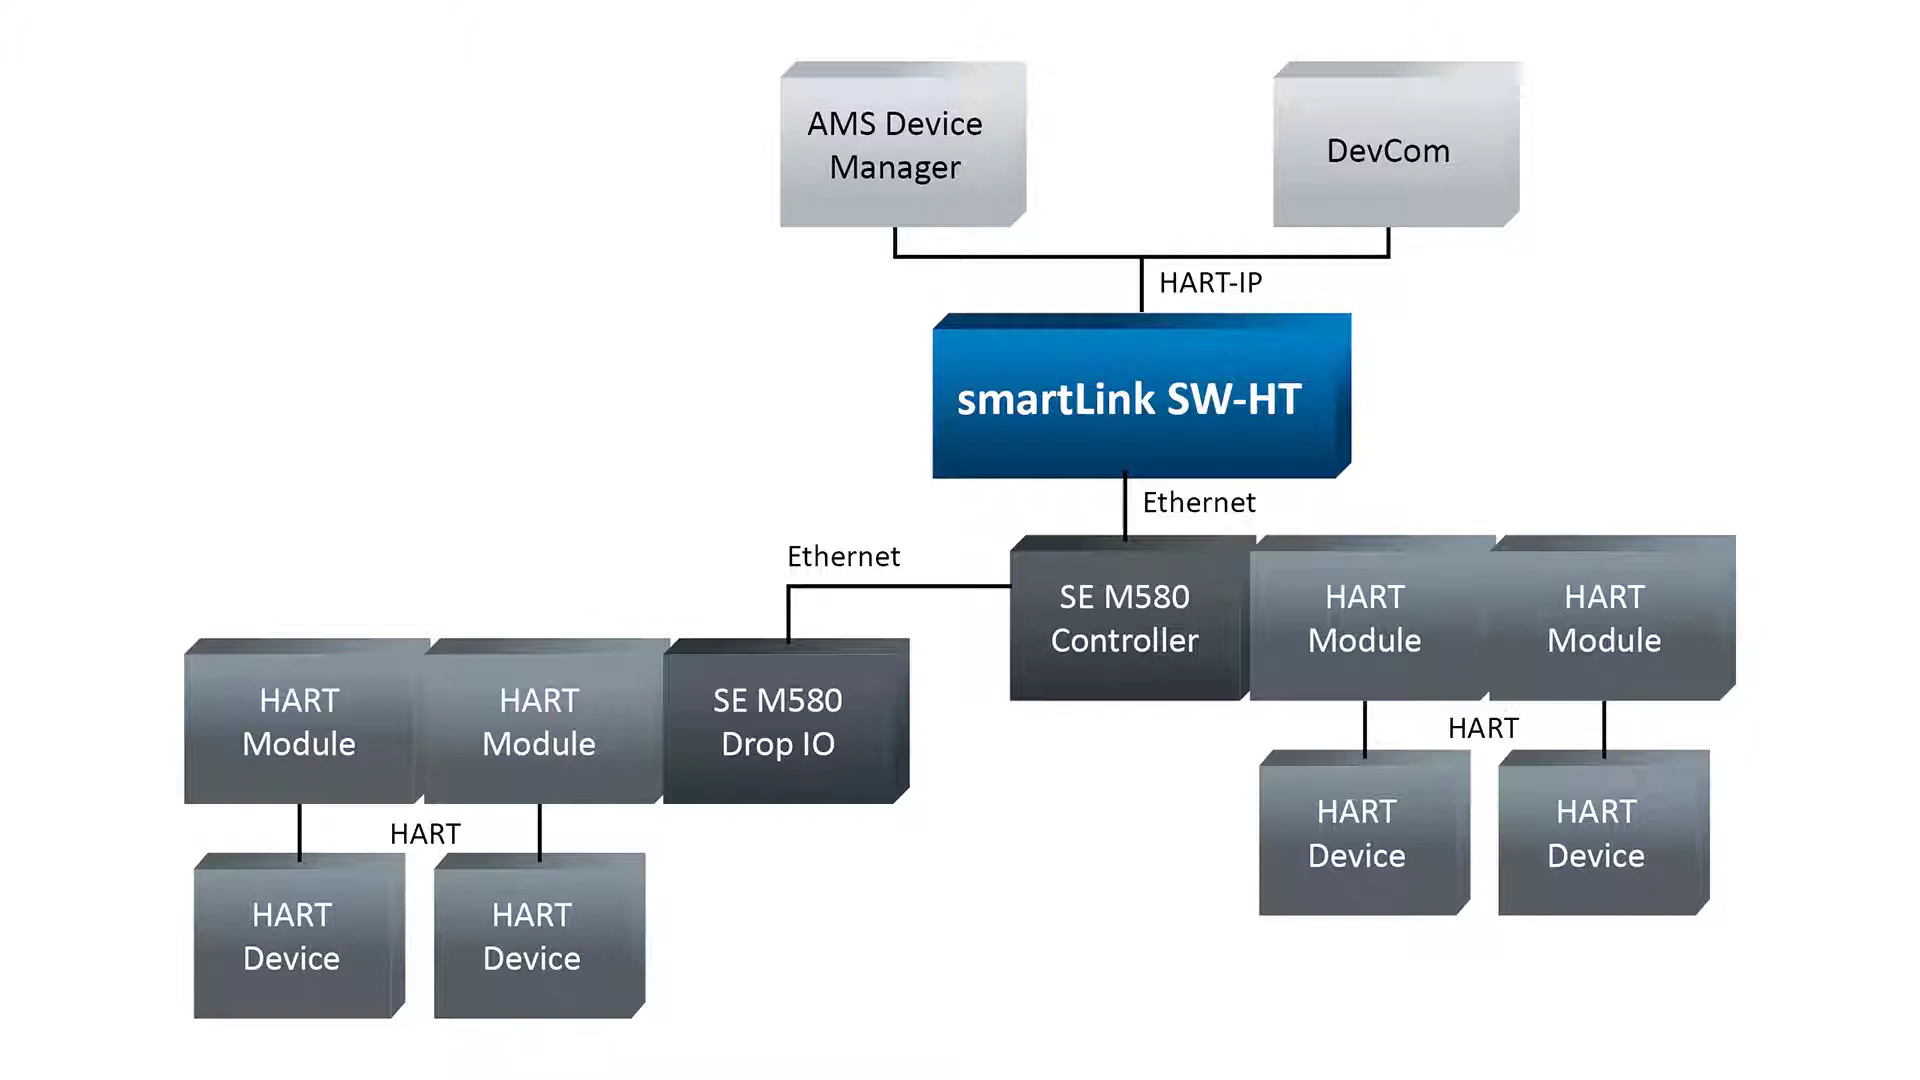 AMS Device
Manager
DevCom
HART-IP
smartLink SW-HT
Ethernet
Ethernet
SE M580
Controller
HART
Module
HART
Module
HART
Module
HART
Module
SE M580
Drop IO
HART
HART
Device
HART
Device
HART
HART
Device
HART
Device